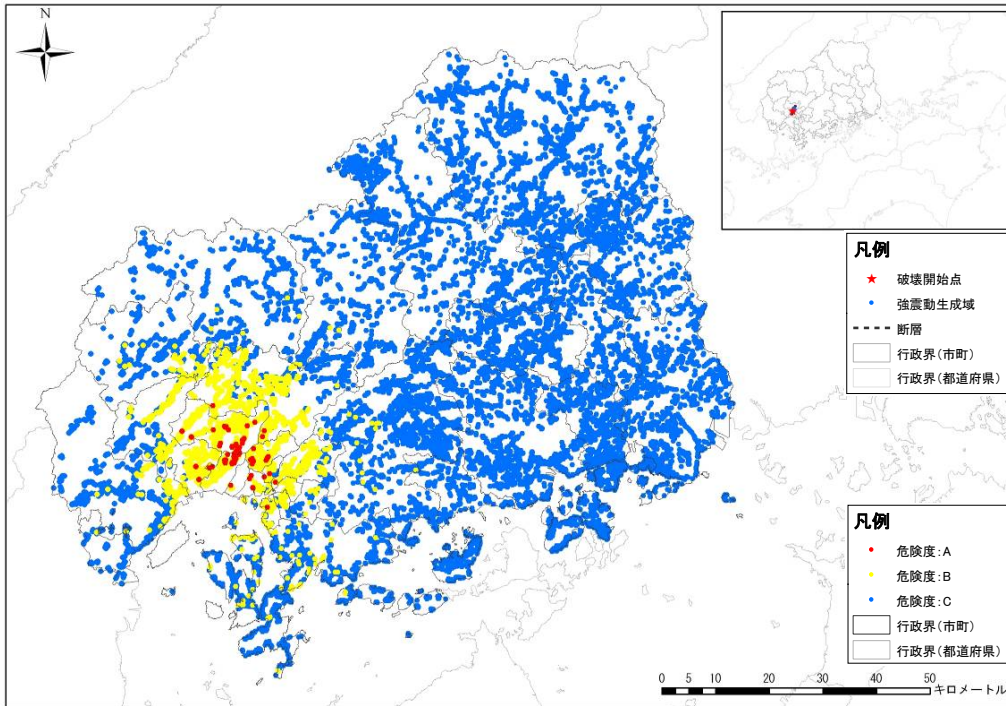 N
凡例
破壊開始点
強震動生成域
断層
行政界(市町)
行政界(都道府県)
凡例
危険度:A
危険度:B
危険度:C
行政界(市町)
行政界(都道府県)
0 5 10 20 30 40 50
キロメートル